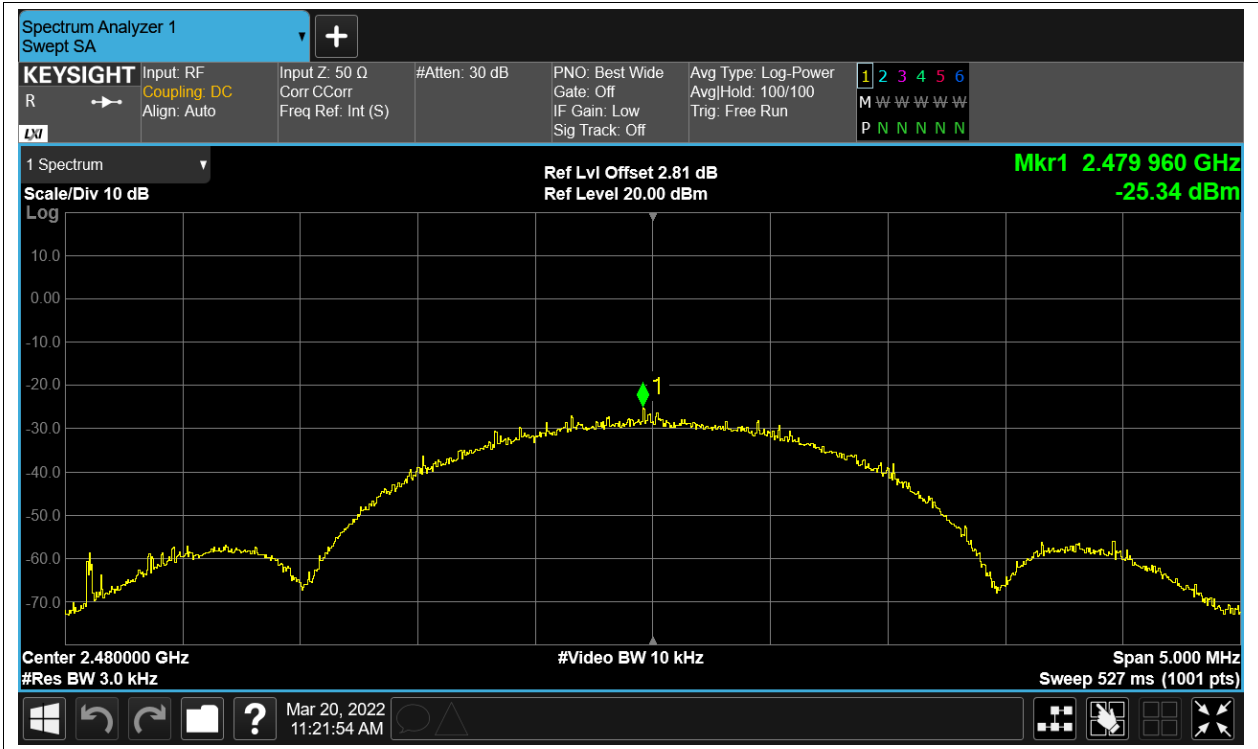 Spectrum Analyzer 1
Swept SA
+
KEYSIGHT
R
LXI
Input: RF
Coupling: DC
Align: Auto
Input Z: 50 Ω
Corr CCorr
Freq Ref: Int (S)
#Atten: 30 dB
PNO: Best Wide
Gate: Off
IF Gain: Low
Sig Track: Off
Avg Type: Log-Power
Avg|Hold: 100/100
Trig: Free Run
1 2 3 4 5 6
M W W W W W
P N N N N N
1 Spectrum
Scale/Div 10 dB
Log
Ref Lvl Offset 2.81 dB
Ref Level 20.00 dBm
Mkr1 2.479 960 GHz
-25.34 dBm
10.0
0.00
-10.0
-20.0
-30.0
-40.0
-50.0
-60.0
-70.0
1
Center 2.480000 GHz
#Res BW 3.0 kHz
#Video BW 10 kHz
Span 5.000 MHz
Sweep 527 ms (1001 pts)
?
Mar 20, 2022
11:21:54 AM